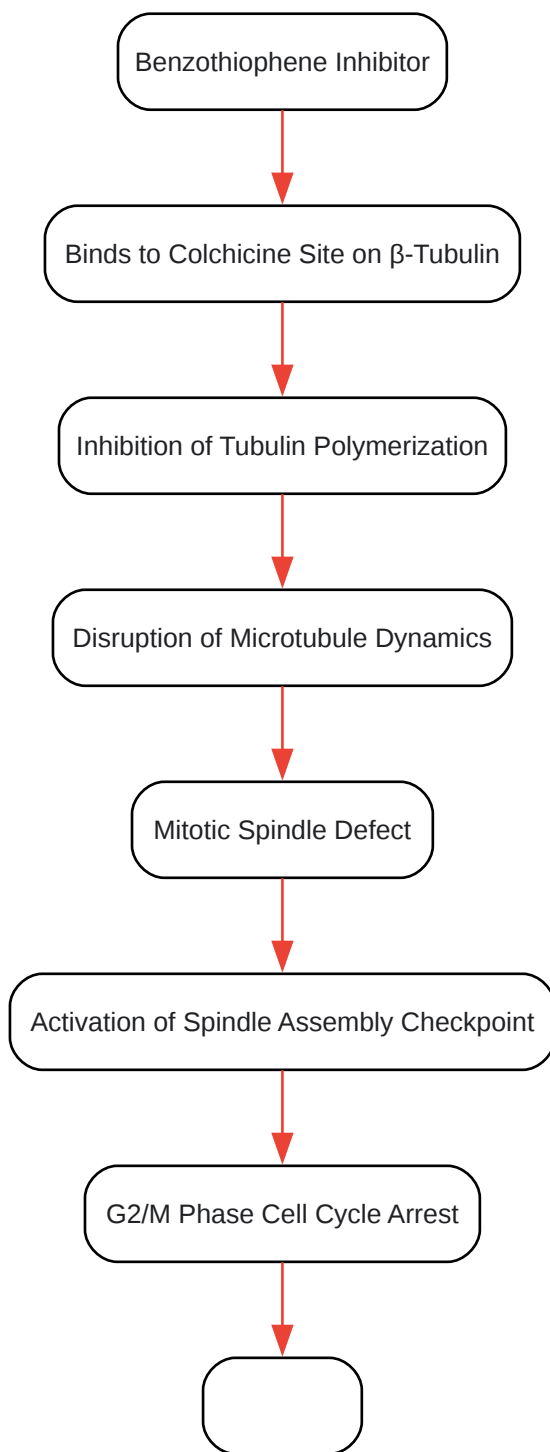 Benzothiophene Inhibitor
Binds to Colchicine Site on β-Tubulin
Inhibition of Tubulin Polymerization
Disruption of Microtubule Dynamics
Mitotic Spindle Defect
Activation of Spindle Assembly Checkpoint
G2/M Phase Cell Cycle Arrest